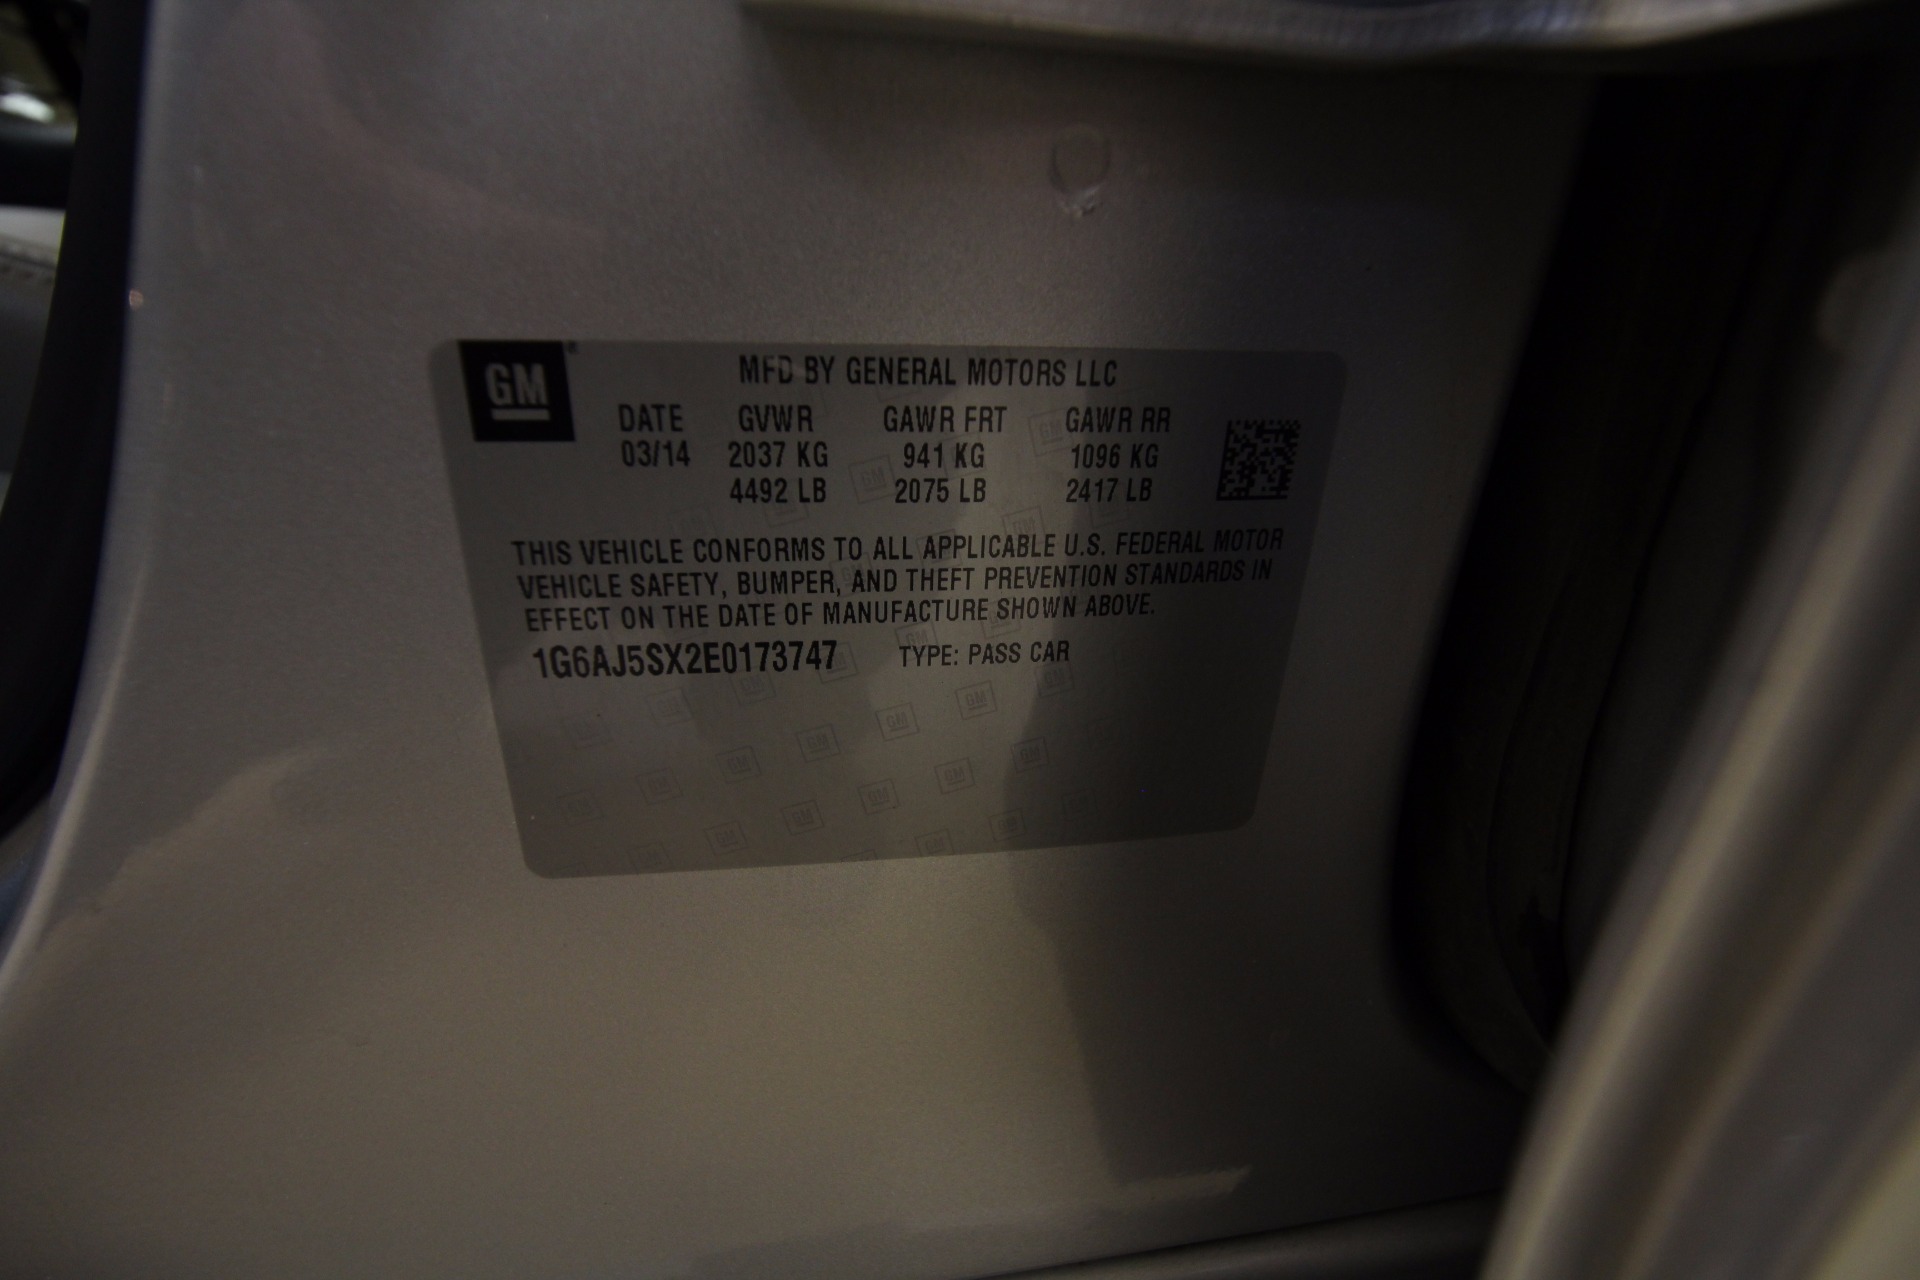 GM
MFD BY GENERAL MOTORS LLC
DATE GVWR GAWR FRT GAWR RR
03/14 2037 KG 941 KG 1096 KG
4492 LB 2075 LB 2417 LB
THIS VEHICLE CONFORMS TO ALL APPLICABLE U.S. FEDERAL MOTOR
VEHICLE SAFETY, BUMPER, AND THEFT PREVENTION STANDARDS IN
EFFECT ON THE DATE OF MANUFACTURE SHOWN ABOVE.
1G6AJ5SX2E0173747 TYPE: PASS CAR